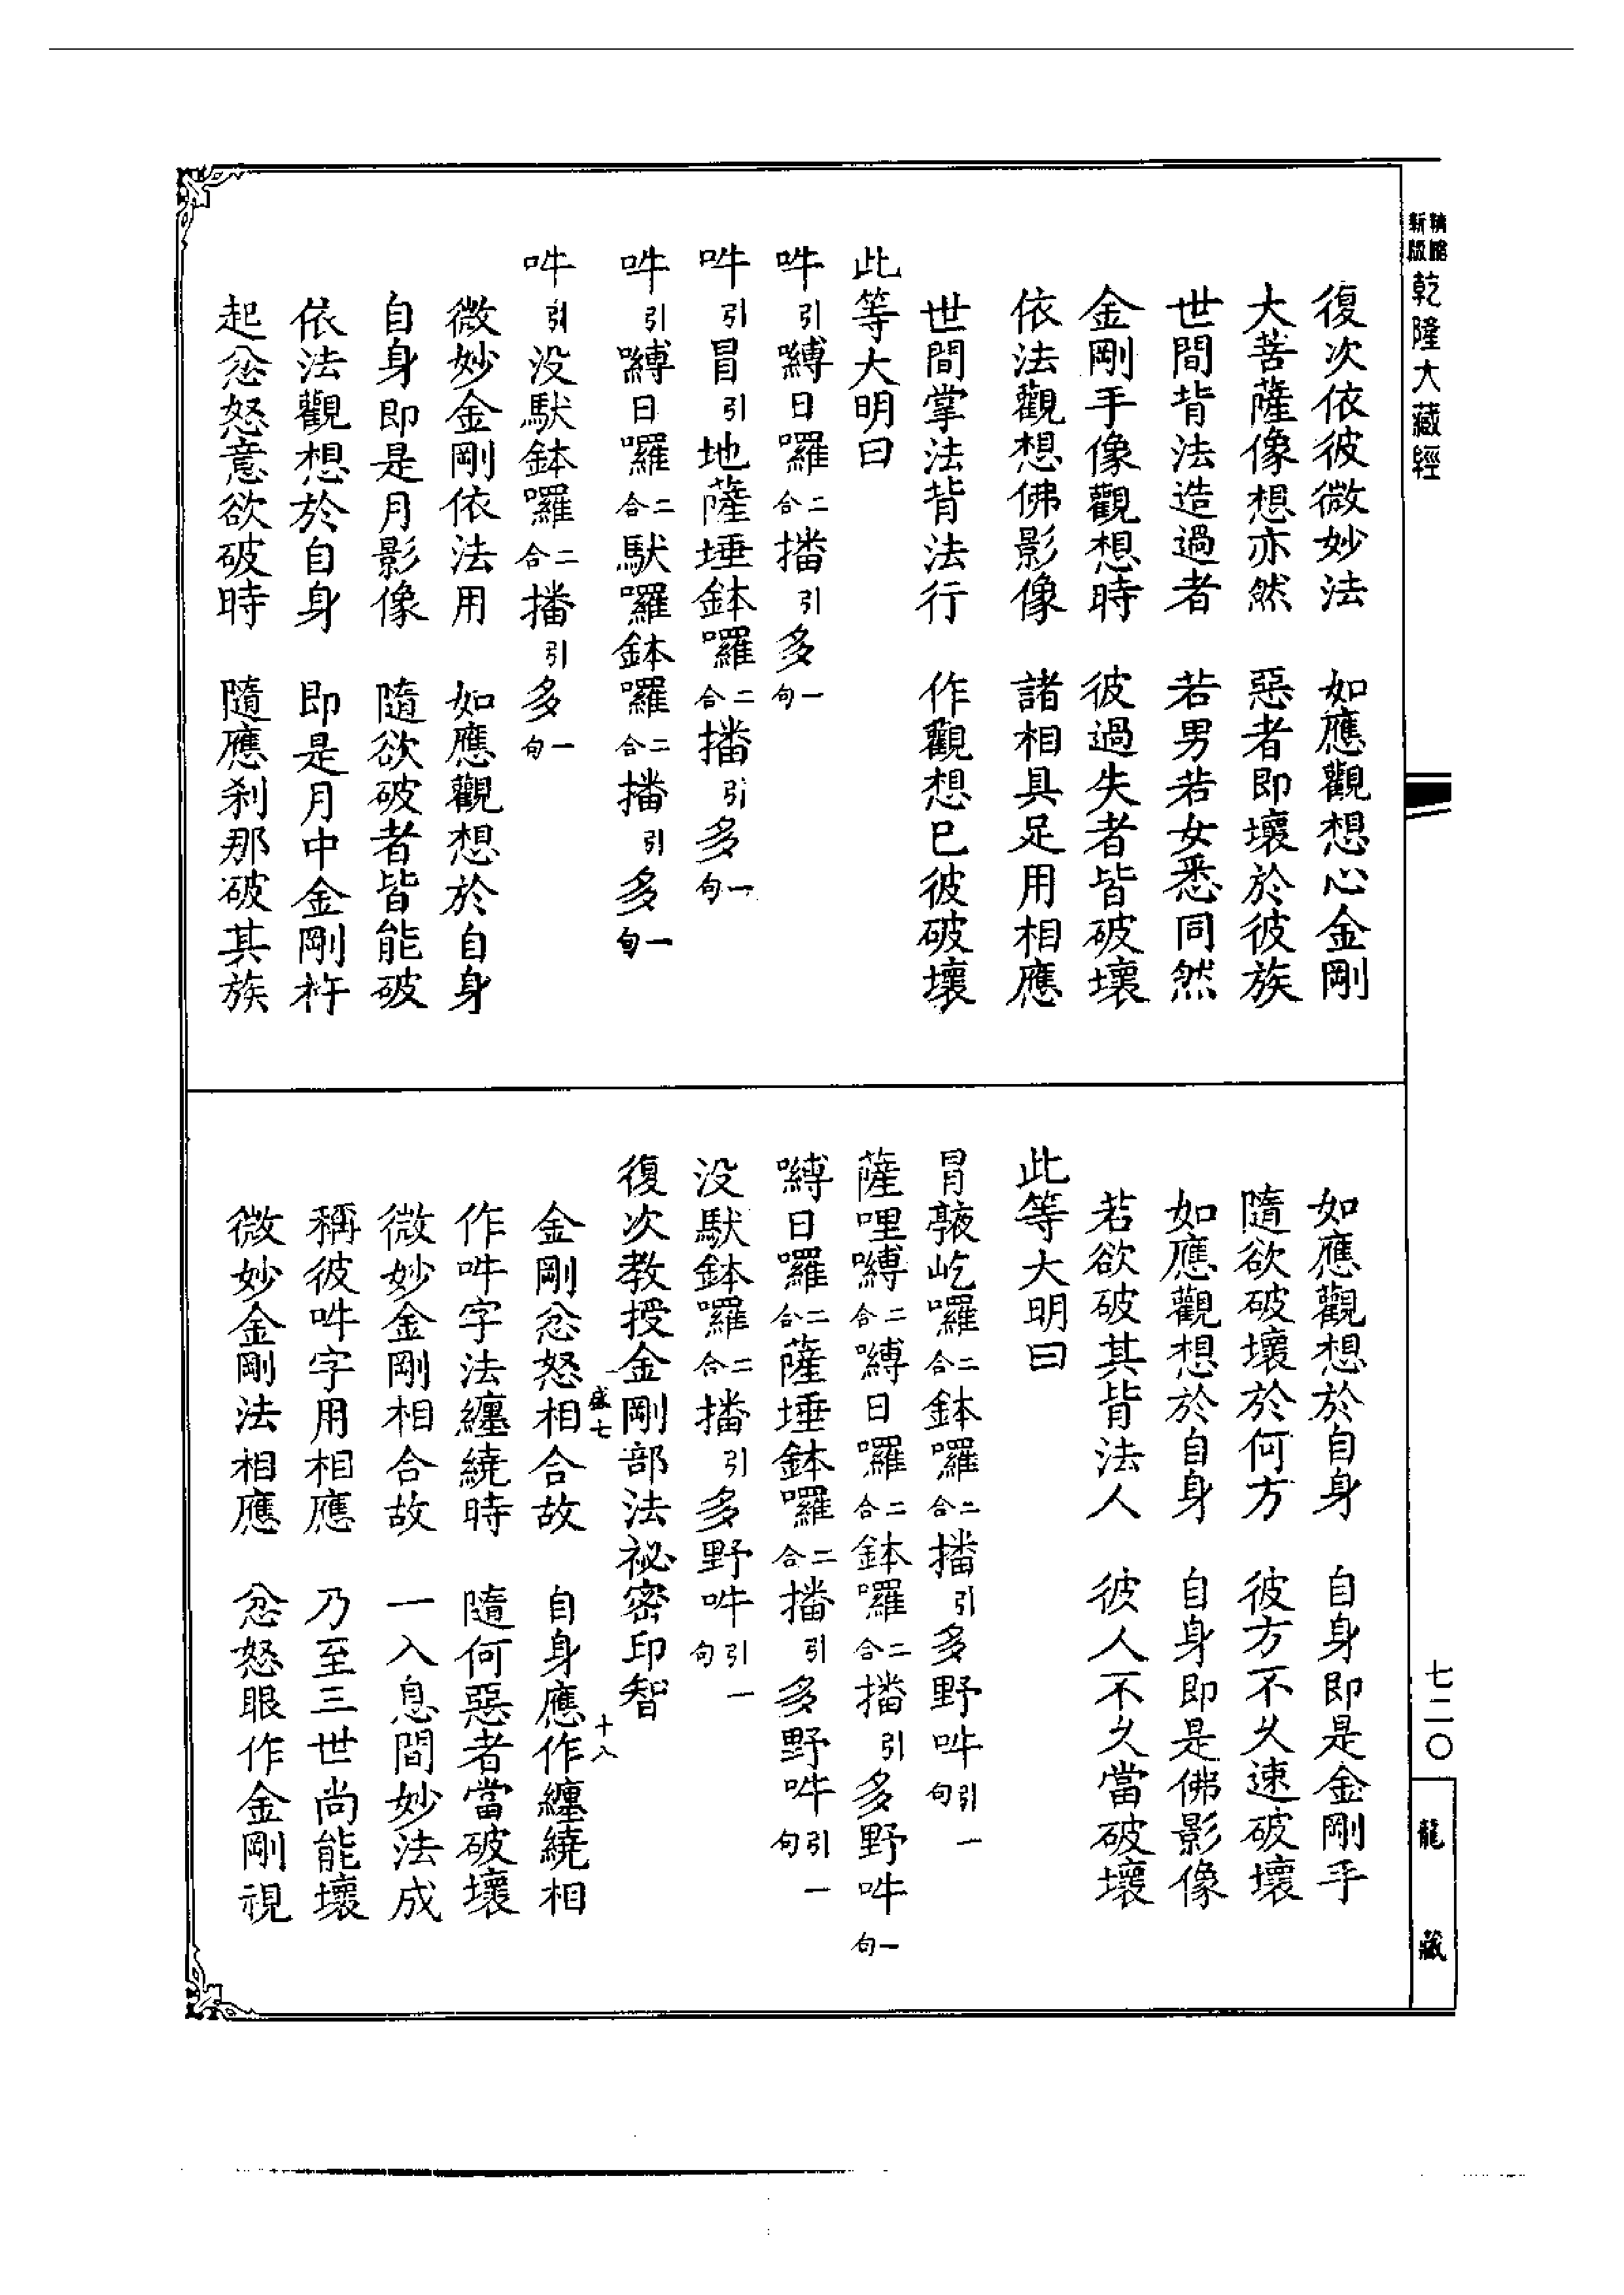 新版 精縮 乾隆大藏經
復次依彼微妙法　如應觀想心金剛
大菩薩像想亦然　惡者即壞於彼族
世間背法造過者　若男若女悉同然
金剛手像觀想時　彼過失者皆破壞
依法觀想佛影像　諸相具足用相應
世間掌法背法行　作觀想已彼破壞
此等大明曰
吽引嚩日囉二合播引多一句
吽引冒引地薩埵鉢囉二合播引多一句
吽引嚩日囉二合馱囉鉢囉二合播引多一句
吽引没馱鉢囉二合播引多一句
微妙金剛依法用　如應觀想於自身
自身即是月影像　隨欲破者皆能破
依法觀想於自身　即是月中金剛杵
起忿怒意欲破時　隨應刹那破其族
如應觀想於自身　自身即是金剛手
隨欲破壞於何方　彼方不久速破壞
如應觀想於自身　自身即是佛影像
若欲破其背法人　彼人不久當破壞
此等大明曰
冒骸屹囉二合鉢囉二合播引多野吽引一句
薩哩嚩二合嚩日囉二合鉢囉二合播引多野吽一句
嚩日囉二合薩埵鉢囉二合播引多野吽引一句
没馱鉢囉二合播引多野吽引一句
復次教授金剛部法祕密印智
一盛七　十八
金剛忿怒相合故　自身應作纏繞相
作吽字法纏繞時　隨何惡者當破壞
微妙金剛相合故　一入息間妙法成
稱彼吽字用相應　乃至三世尚能壞
微妙金剛法相應　忿怒眼作金剛視
七二〇
龍藏